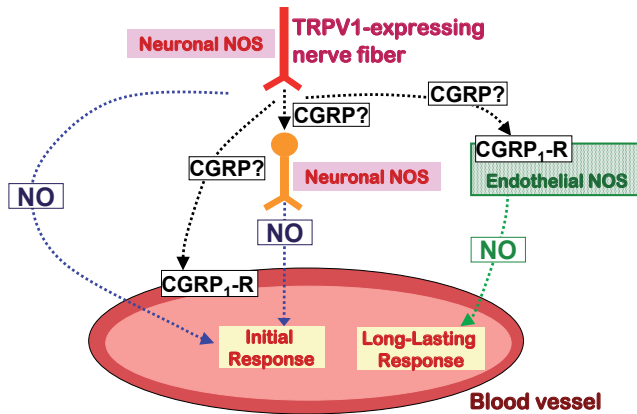 Neuronal NOS
TRPV1-expressing
nerve fiber
CGRP?
CGRP?
CGRP?
CGRP₁-R
Endothelial NOS
Neuronal NOS
NO
NO
NO
CGRP₁-R
Initial
Response
Long-Lasting
Response
Blood vessel